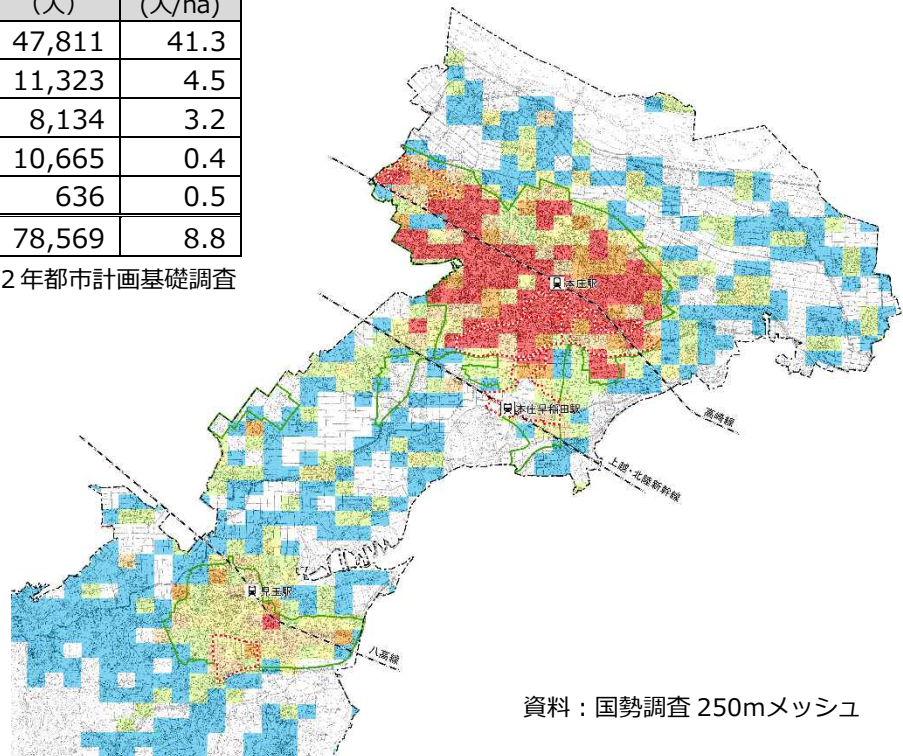 （人） (人/ha)
47,811 41.3
11,323 4.5
8,134 3.2
10,665 0.4
636 0.5
78,569 8.8
2年都市計画基礎調査
本庄駅
本庄早稲田駅
高崎線
上越・北陸新幹線
児玉駅
八高線
資料：国勢調査 250mメッシュ